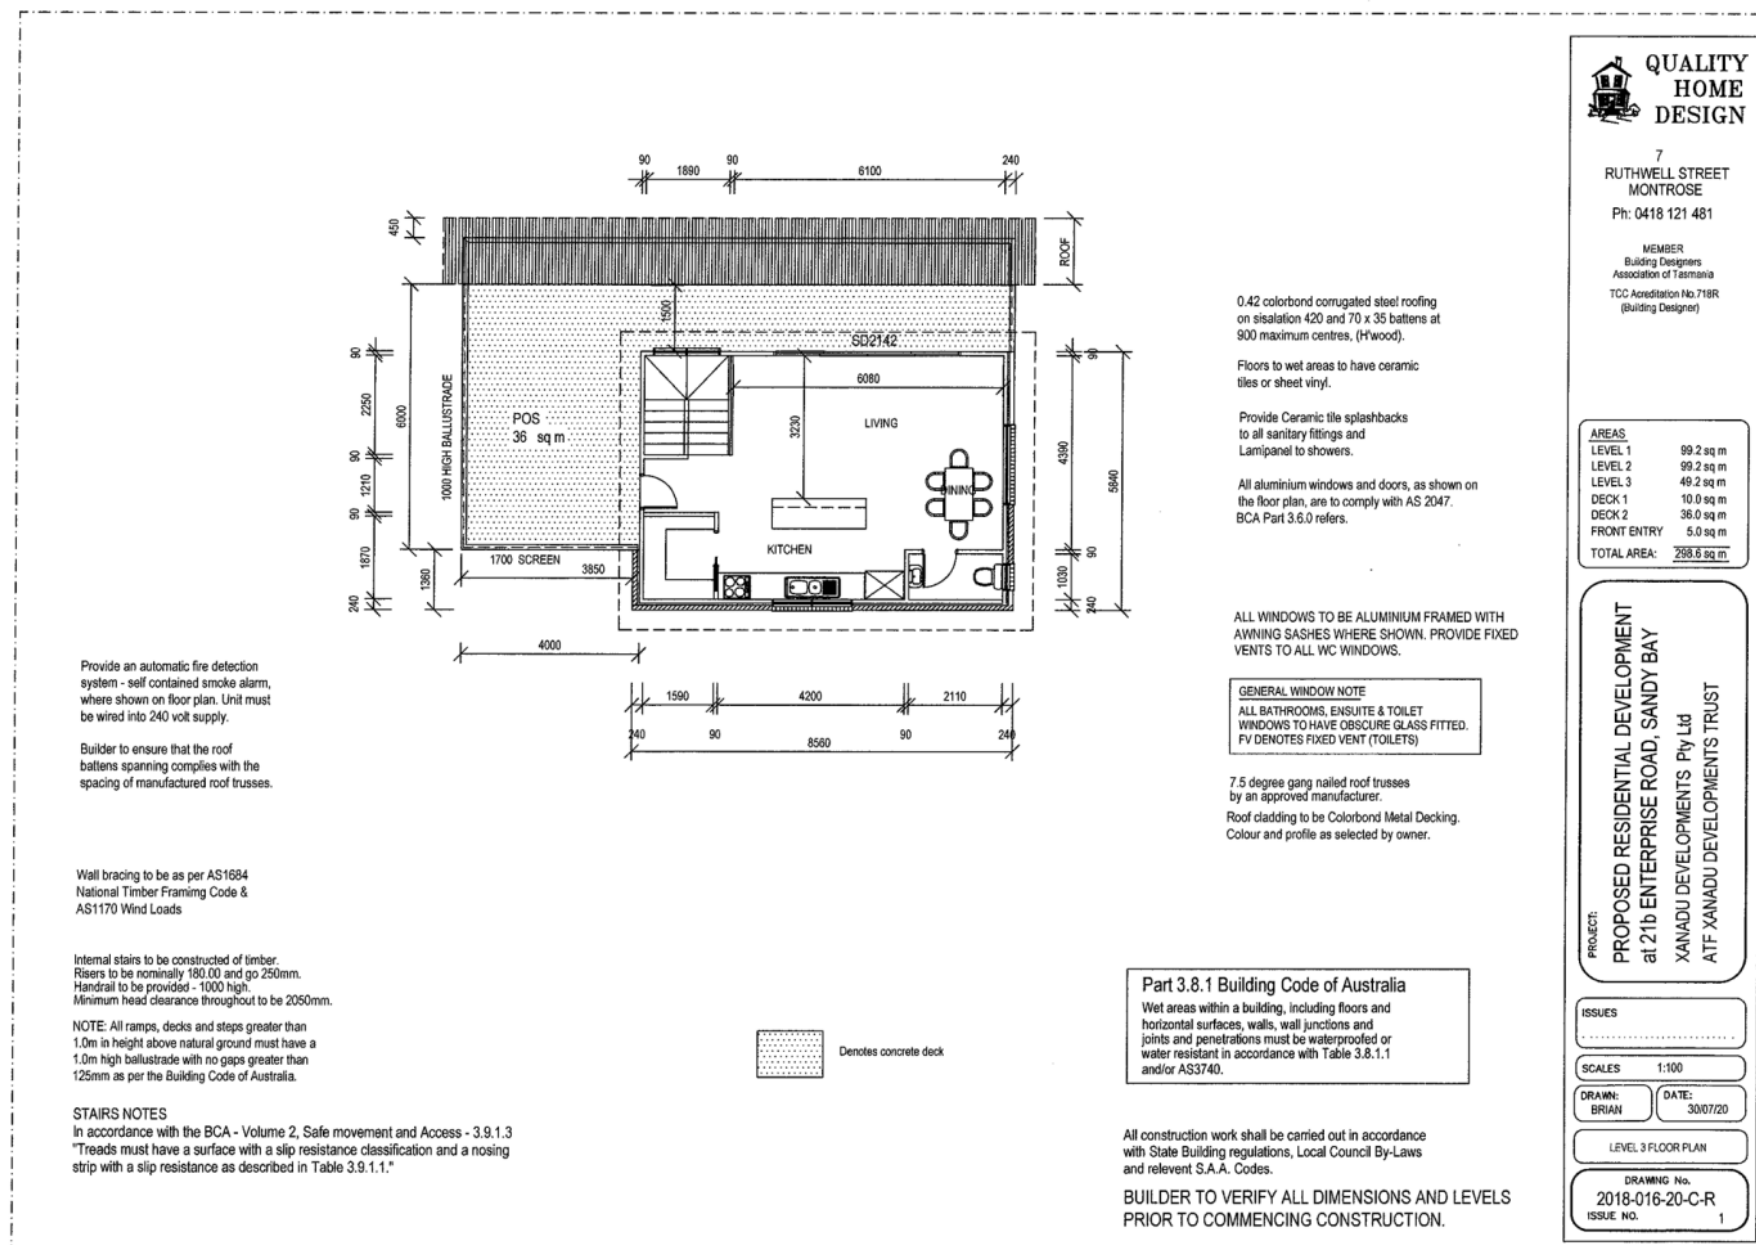 QUALITY
HOME
DESIGN
7
RUTHWELL STREET
MONTROSE
Ph: 0418 121 481
MEMBER
Building Designers
Association of Tasmania
TCC Acreditation No.718R
(Building Designer)
90
1890
90
6100
240
450
ROOF
1500
SD2142
6080
3230
LIVING
DINING
KITCHEN
POS
36 sq m
1000 HIGH BALLUSTRADE
6000
90
2250
90
1210
90
1870
240
1360
1700 SCREEN
3850
4000
90
4390
90
1030
240
5840
1590
4200
2110
240
90
90
240
8560
0.42 colorbond corrugated steel roofing
on sisalation 420 and 70 x 35 battens at
900 maximum centres, (H'wood).
Floors to wet areas to have ceramic
tiles or sheet vinyl.
Provide Ceramic tile splashbacks
to all sanitary fittings and
Lamipanel to showers.
All aluminium windows and doors, as shown on
the floor plan, are to comply with AS 2047.
BCA Part 3.6.0 refers.
ALL WINDOWS TO BE ALUMINIUM FRAMED WITH
AWNING SASHES WHERE SHOWN. PROVIDE FIXED
VENTS TO ALL WC WINDOWS.
GENERAL WINDOW NOTE
ALL BATHROOMS, ENSUITE & TOILET
WINDOWS TO HAVE OBSCURE GLASS FITTED.
FV DENOTES FIXED VENT (TOILETS)
7.5 degree gang nailed roof trusses
by an approved manufacturer.
Roof cladding to be Colorbond Metal Decking.
Colour and profile as selected by owner.
Provide an automatic fire detection
system - self contained smoke alarm,
where shown on floor plan. Unit must
be wired into 240 volt supply.
Builder to ensure that the roof
battens spanning complies with the
spacing of manufactured roof trusses.
Wall bracing to be as per AS1684
National Timber Framimg Code &
AS1170 Wind Loads
Internal stairs to be constructed of timber.
Risers to be nominally 180.00 and go 250mm.
Handrail to be provided - 1000 high.
Minimum head clearance throughout to be 2050mm.
NOTE: All ramps, decks and steps greater than
1.0m in height above natural ground must have a
1.0m high ballustrade with no gaps greater than
125mm as per the Building Code of Australia.
STAIRS NOTES
In accordance with the BCA - Volume 2, Safe movement and Access - 3.9.1.3
"Treads must have a surface with a slip resistance classification and a nosing
strip with a slip resistance as described in Table 3.9.1.1."
Denotes concrete deck
Part 3.8.1 Building Code of Australia
Wet areas within a building, including floors and
horizontal surfaces, walls, wall junctions and
joints and penetrations must be waterproofed or
water resistant in accordance with Table 3.8.1.1
and/or AS3740.
All construction work shall be carried out in accordance
with State Building regulations, Local Council By-Laws
and relevent S.A.A. Codes.
BUILDER TO VERIFY ALL DIMENSIONS AND LEVELS
PRIOR TO COMMENCING CONSTRUCTION.
AREAS
LEVEL 1 99.2 sq m
LEVEL 2 99.2 sq m
LEVEL 3 49.2 sq m
DECK 1 10.0 sq m
DECK 2 36.0 sq m
FRONT ENTRY 5.0 sq m
TOTAL AREA: 298.6 sq m
PROJECT:
PROPOSED RESIDENTIAL DEVELOPMENT
at 21b ENTERPRISE ROAD, SANDY BAY
XANADU DEVELOPMENTS Pty Ltd
ATF XANADU DEVELOPMENTS TRUST
ISSUES
SCALES 1:100
DRAWN:
BRIAN
DATE:
30/07/20
LEVEL 3 FLOOR PLAN
DRAWING No.
2018-016-20-C-R
ISSUE NO. 1